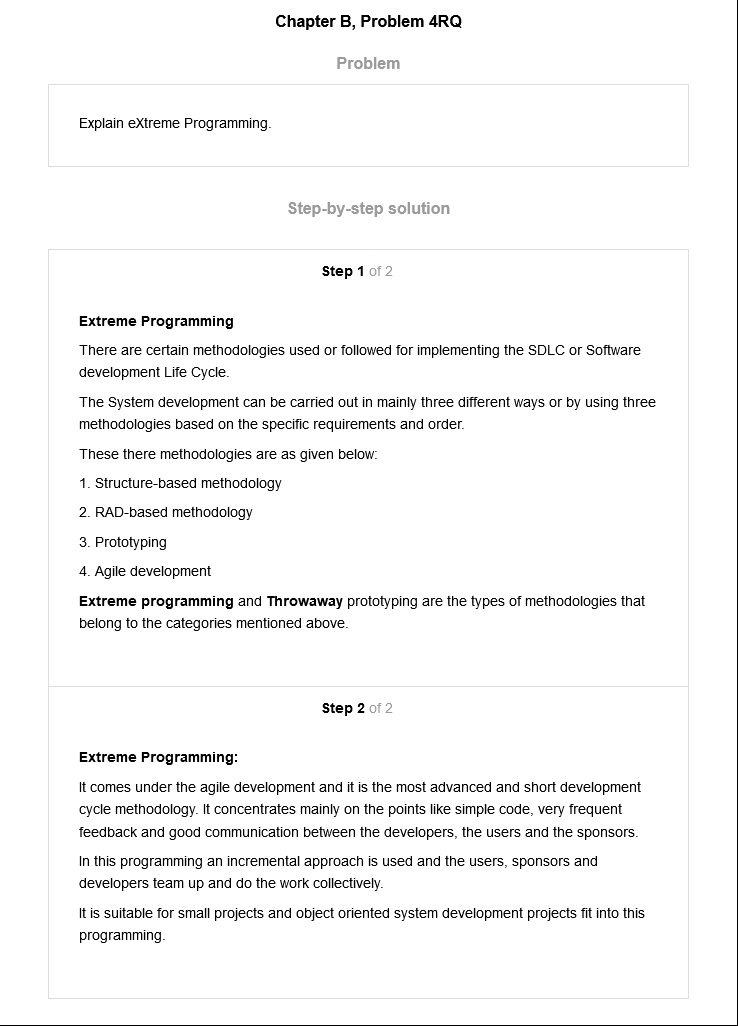 Chapter B, Problem 4RQ
Problem
Explain eXtreme Programming.
Step-by-step solution
Step 1 of 2
Extreme Programming
There are certain methodologies used or followed for implementing the SDLC or Software
development Life Cycle.
The System development can be carried out in mainly three different ways or by using three
methodologies based on the specific requirements and order.
These there methodologies are as given below:
1. Structure-based methodology
2. RAD-based methodology
3. Prototyping
4. Agile development
Extreme programming and Throwaway prototyping are the types of methodologies that
belong to the categories mentioned above.
Step 2 of 2
Extreme Programming:
It comes under the agile development and it is the most advanced and short development
cycle methodology. It concentrates mainly on the points like simple code, very frequent
feedback and good communication between the developers, the users and the sponsors.
In this programming an incremental approach is used and the users, sponsors and
developers team up and do the work collectively.
It is suitable for small projects and object oriented system development projects fit into this
programming.